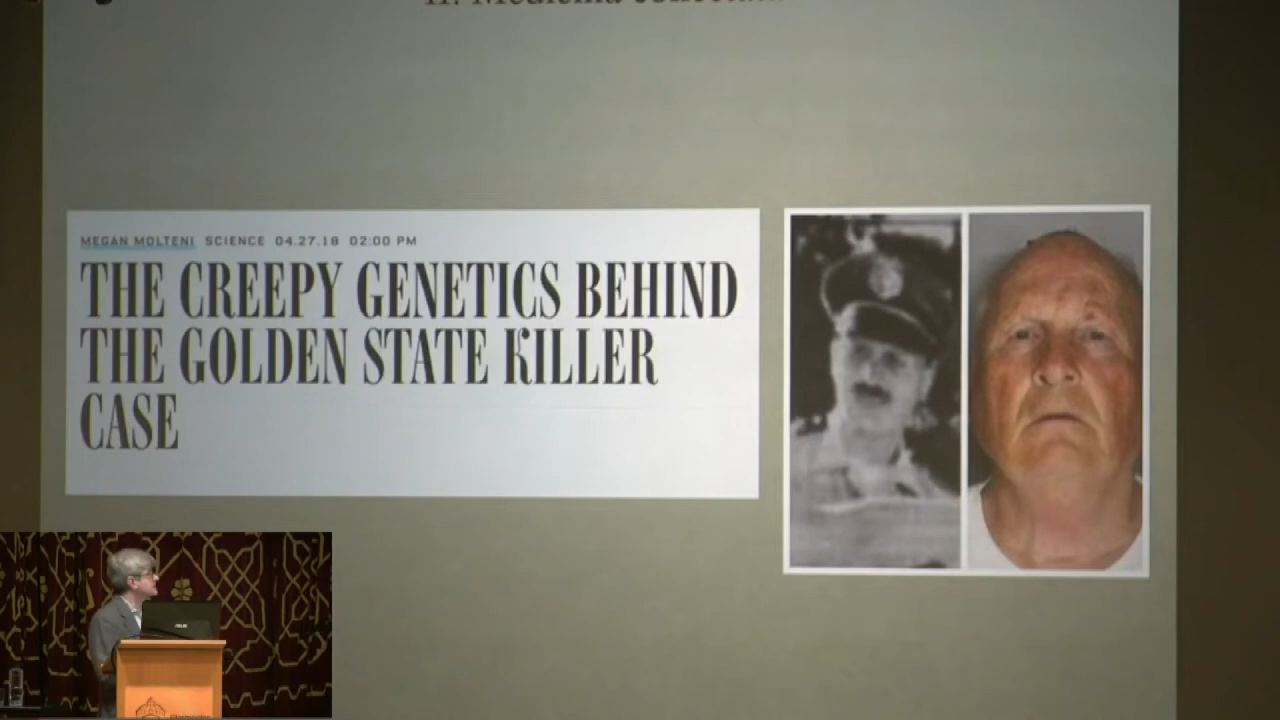 MEGAN MOLTENI SCIENCE 04.27.18 02:00 PM
THE CREEPY GENETICS BEHIND
THE GOLDEN STATE KILLER
CASE